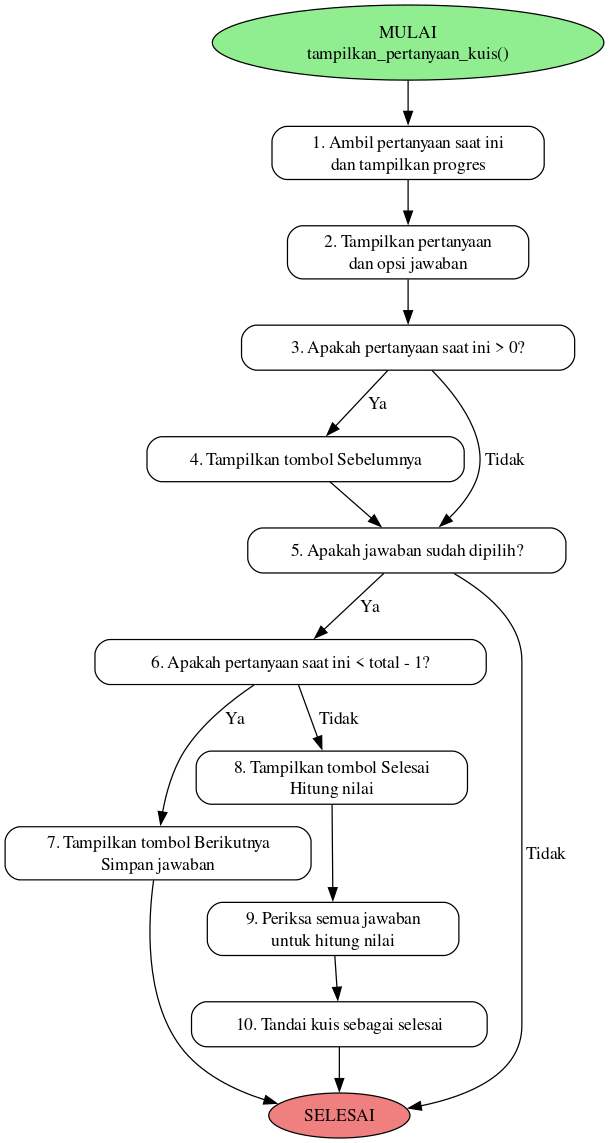 MULAI
tampilkan_pertanyaan_kuis()
1. Ambil pertanyaan saat ini
dan tampilkan progres
2. Tampilkan pertanyaan
dan opsi jawaban
3. Apakah pertanyaan saat ini > 0?
Ya
4. Tampilkan tombol Sebelumnya
Tidak
5. Apakah jawaban sudah dipilih?
Ya
6. Apakah pertanyaan saat ini < total - 1?
Ya
Tidak
8. Tampilkan tombol Selesai
Hitung nilai
7. Tampilkan tombol Berikutnya
Simpan jawaban
Tidak
9. Periksa semua jawaban
untuk hitung nilai
10. Tandai kuis sebagai selesai
SELESAI